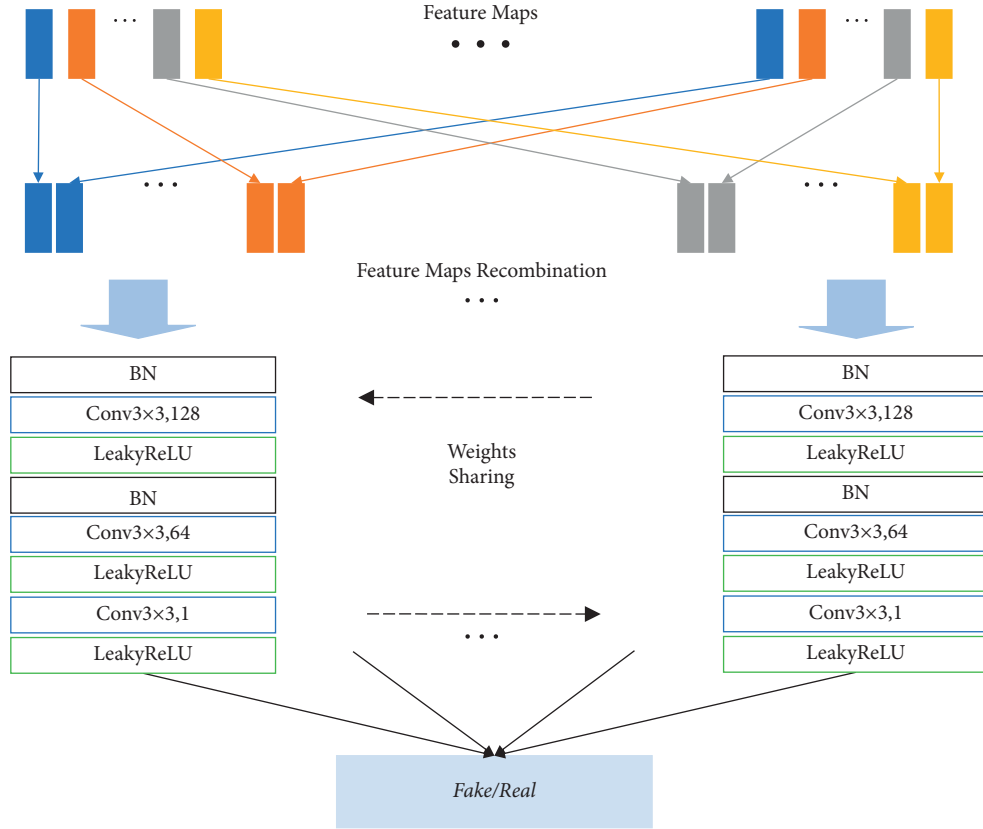 Feature Maps
Feature Maps Recombination
BN
Conv3×3,128
LeakyReLU
BN
Conv3×3,64
LeakyReLU
Conv3×3,1
LeakyReLU
Weights
Sharing
BN
Conv3×3,128
LeakyReLU
BN
Conv3×3,64
LeakyReLU
Conv3×3,1
LeakyReLU
Fake/Real